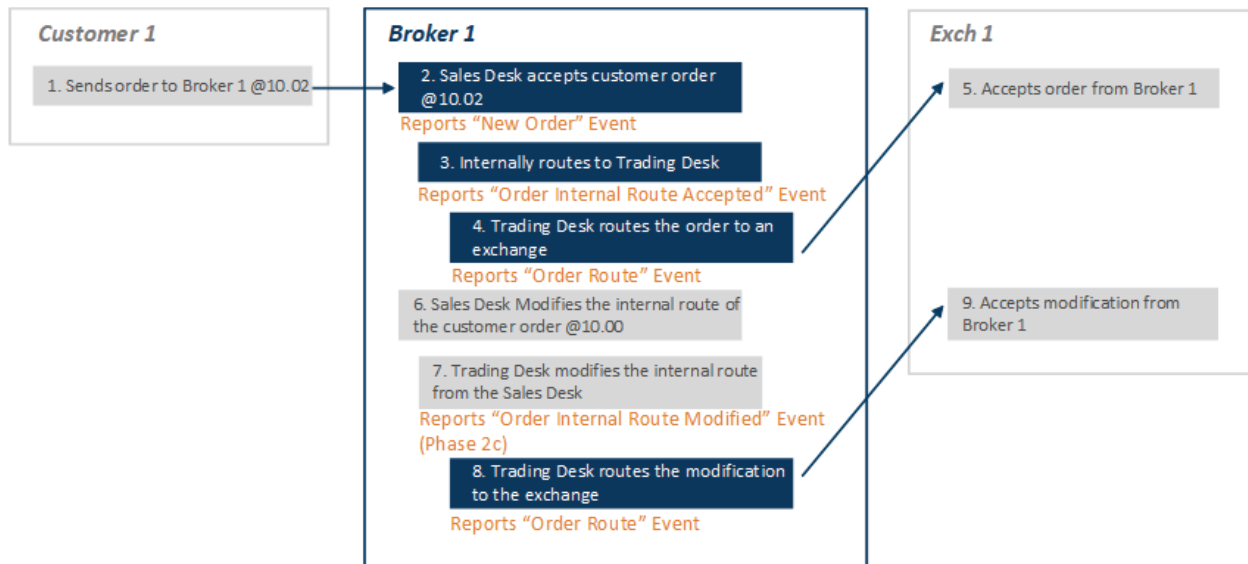 Customer 1
1. Sends order to Broker 1 @10.02
Broker 1
2. Sales Desk accepts customer order
@10.02
Reports “New Order” Event
3. Internally routes to Trading Desk
Reports “Order Internal Route Accepted” Event
4. Trading Desk routes the order to an
exchange
Reports “Order Route” Event
6. Sales Desk Modifies the internal route of
the customer order @10.00
7. Trading Desk modifies the internal route
from the Sales Desk
Reports “Order Internal Route Modified” Event
(Phase 2c)
8. Trading Desk routes the modification
to the exchange
Reports “Order Route” Event
Exch 1
5. Accepts order from Broker 1
9. Accepts modification from
Broker 1